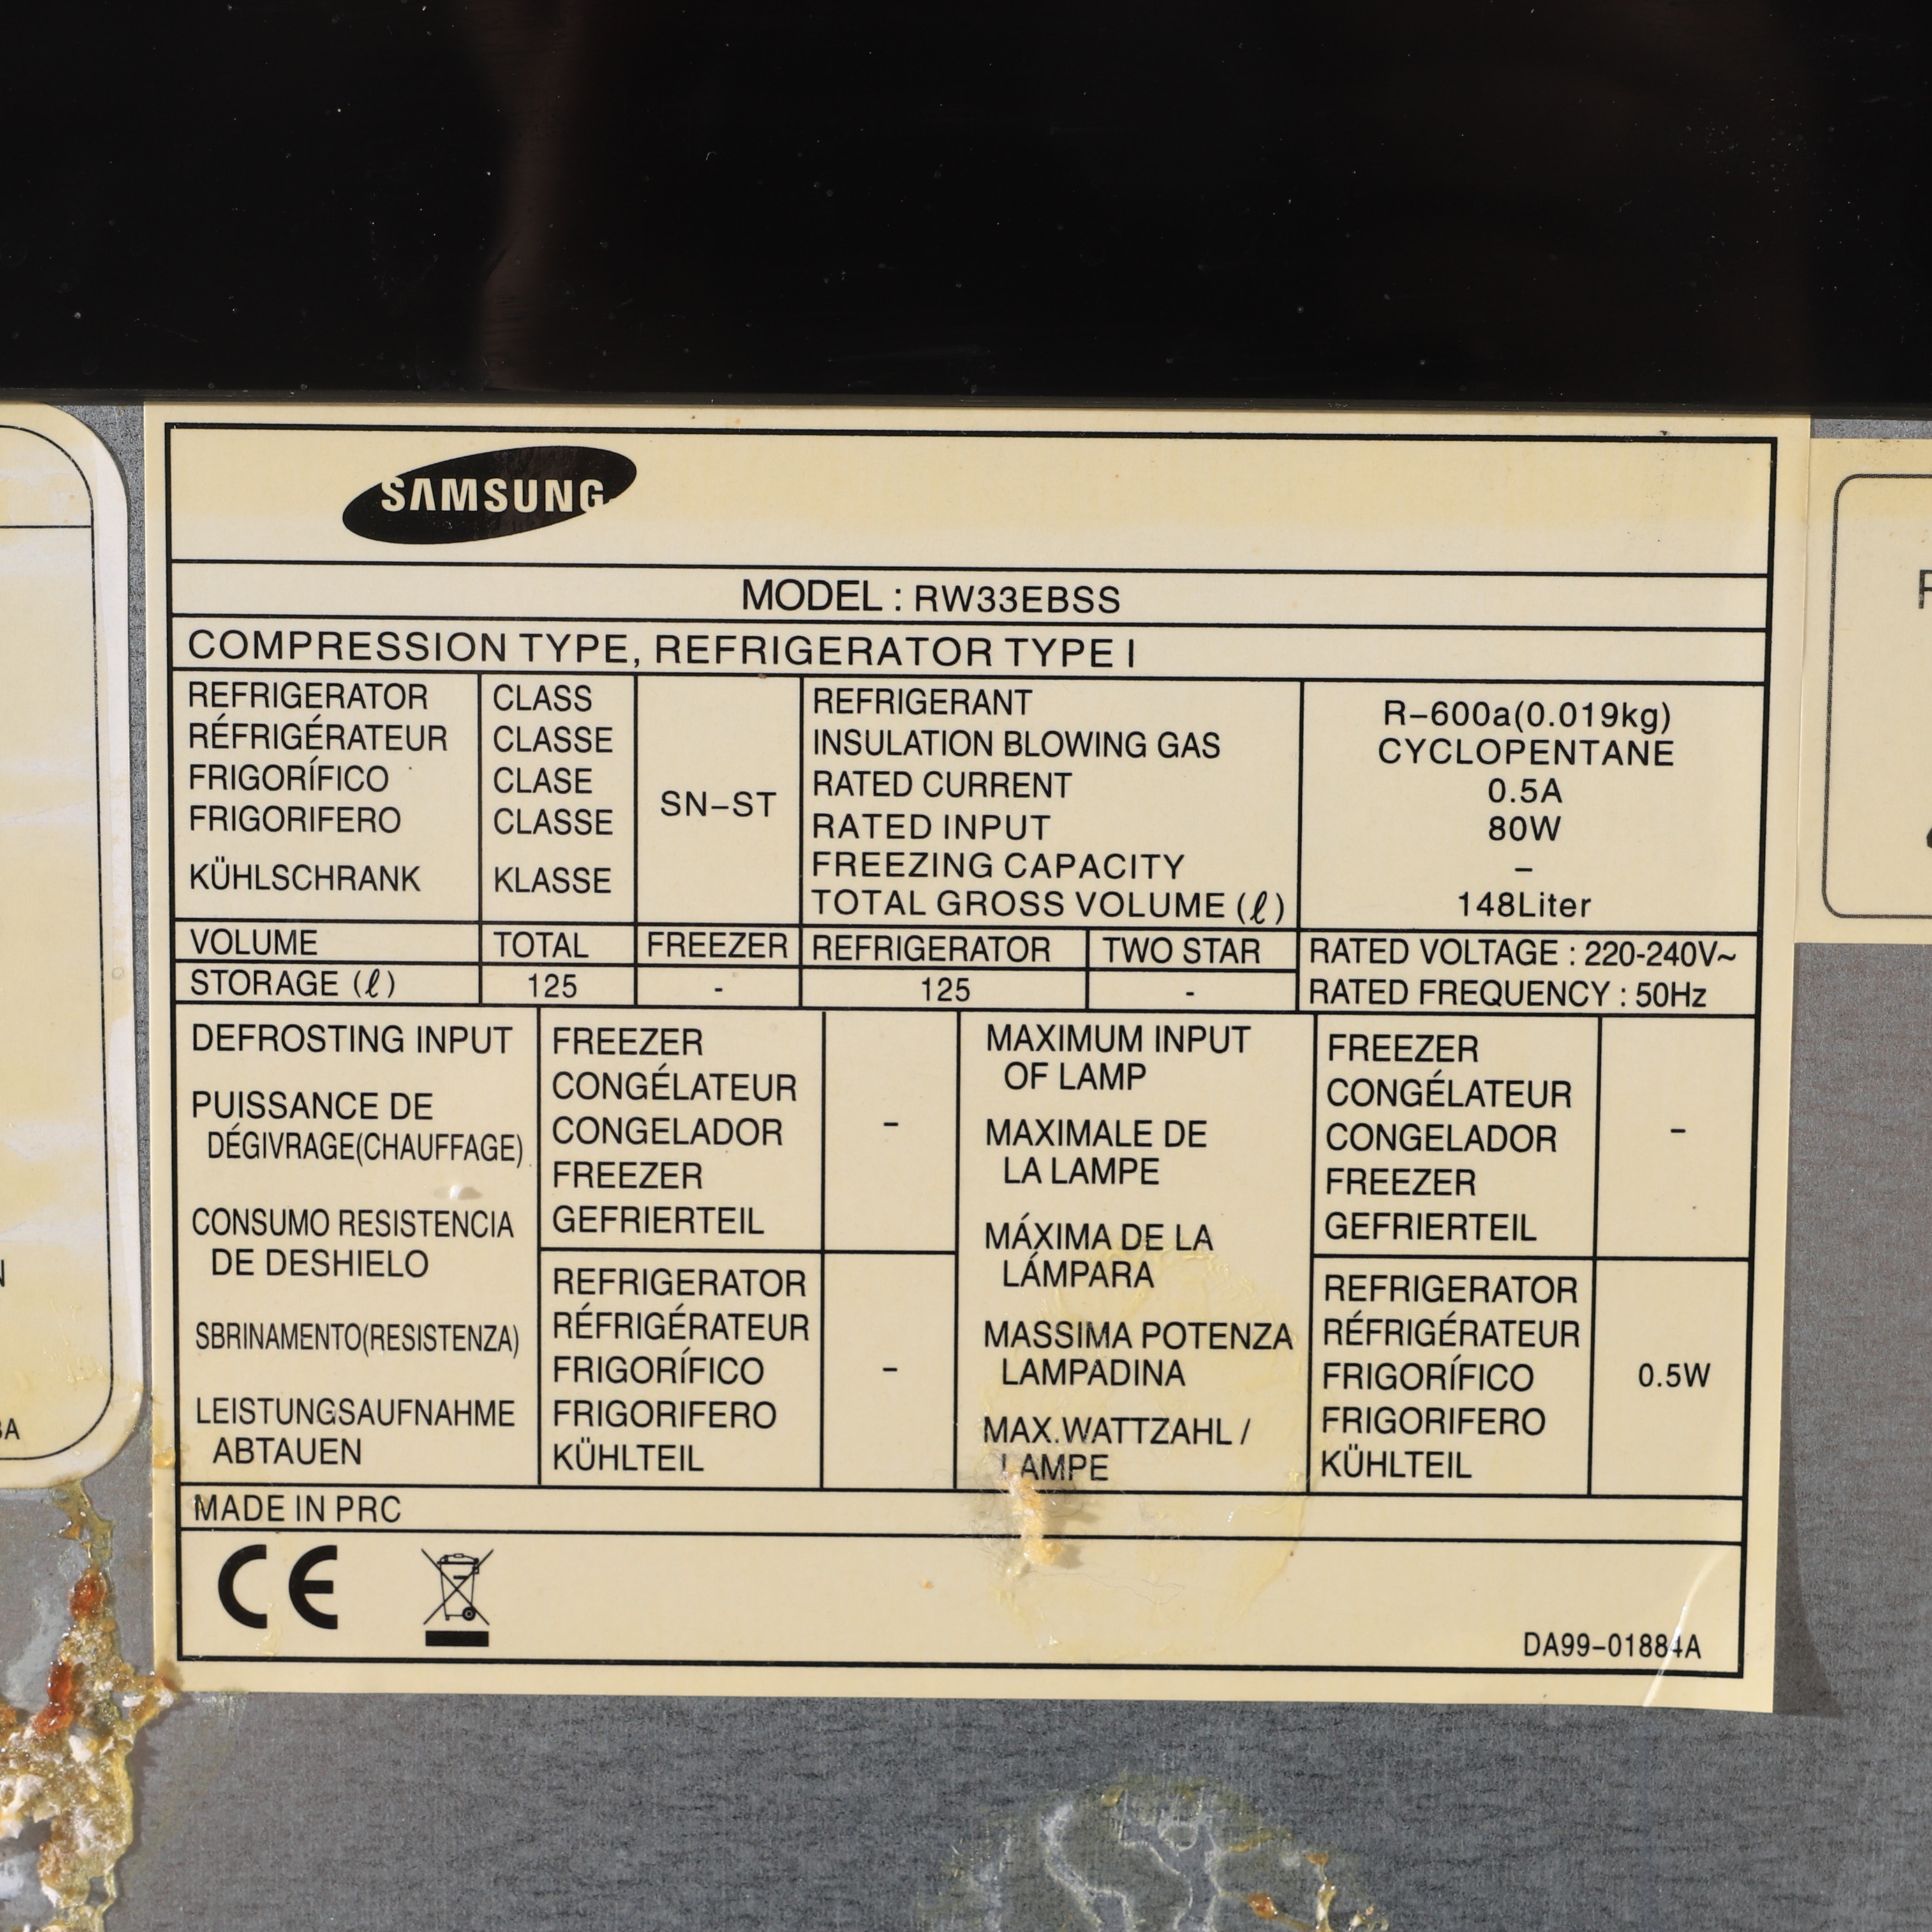 SAMSUNG
MODEL : RW33EBSS
COMPRESSION TYPE, REFRIGERATOR TYPE I
REFRIGERATOR CLASS
RÉFRIGÉRATEUR CLASSE
FRIGORÍFICO CLASE
FRIGORIFERO CLASSE
KÜHLSCHRANK KLASSE
SN–ST
REFRIGERANT R–600a(0.019kg)
INSULATION BLOWING GAS CYCLOPENTANE
RATED CURRENT 0.5A
RATED INPUT 80W
FREEZING CAPACITY –
TOTAL GROSS VOLUME (ℓ) 148Liter
VOLUME TOTAL FREEZER REFRIGERATOR TWO STAR
STORAGE (ℓ) 125 - 125 -
RATED VOLTAGE : 220-240V~
RATED FREQUENCY : 50Hz
DEFROSTING INPUT
PUISSANCE DE
DÉGIVRAGE(CHAUFFAGE)
CONSUMO RESISTENCIA
DE DESHIELO
SBRINAMENTO(RESISTENZA)
LEISTUNGSAUFNAHME
ABTAUEN
FREEZER
CONGÉLATEUR
CONGELADOR
FREEZER
GEFRIERTEIL
–
REFRIGERATOR
RÉFRIGÉRATEUR
FRIGORÍFICO
FRIGORIFERO
KÜHLTEIL
–
MAXIMUM INPUT
OF LAMP
MAXIMALE DE
LA LAMPE
MÁXIMA DE LA
LÁMPARA
MASSIMA POTENZA
LAMPADINA
MAX.WATTZAHL /
LAMPE
FREEZER
CONGÉLATEUR
CONGELADOR
FREEZER
GEFRIERTEIL
–
REFRIGERATOR
RÉFRIGÉRATEUR
FRIGORÍFICO
FRIGORIFERO
KÜHLTEIL
0.5W
MADE IN PRC
CE
DA99–01884A